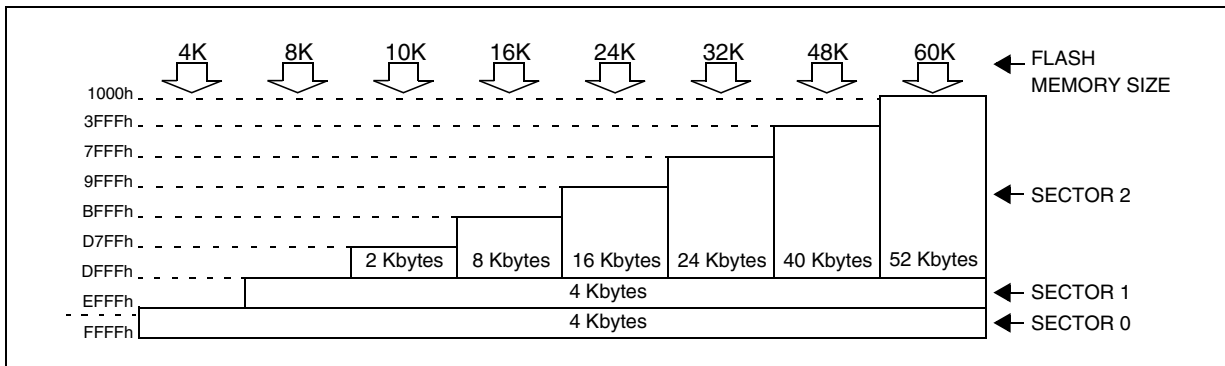 4K 8K 10K 16K 24K 32K 48K 60K
FLASH
MEMORY SIZE
1000h
3FFFh
7FFFh
9FFFh
SECTOR 2
BFFFh
D7FFh
2 Kbytes 8 Kbytes 16 Kbytes 24 Kbytes 40 Kbytes 52 Kbytes
DFFFh
4 Kbytes
SECTOR 1
EFFFh
4 Kbytes
SECTOR 0
FFFFh